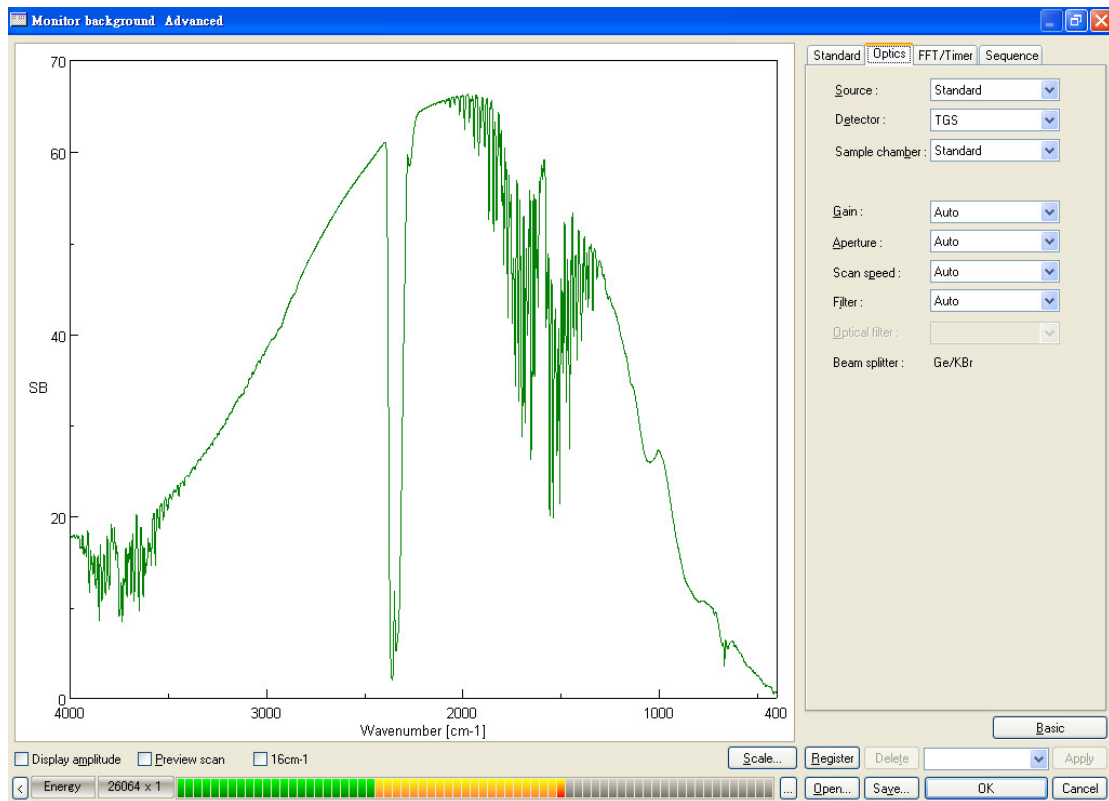 Monitor background Advanced
Standard Optics FFT/Timer Sequence
Source : Standard
Detector : TGS
Sample chamber : Standard
Gain : Auto
Aperture : Auto
Scan speed : Auto
Filter : Auto
Optical filter :
Beam splitter : Ge/KBr
70
60
40
SB
20
0
4000 3000 2000 1000 400
Wavenumber [cm-1]
Basic
Display amplitude Preview scan 16cm-1 Scale... Register Delete Apply
< Energy 26064 × 1 ... Open... Save... OK Cancel